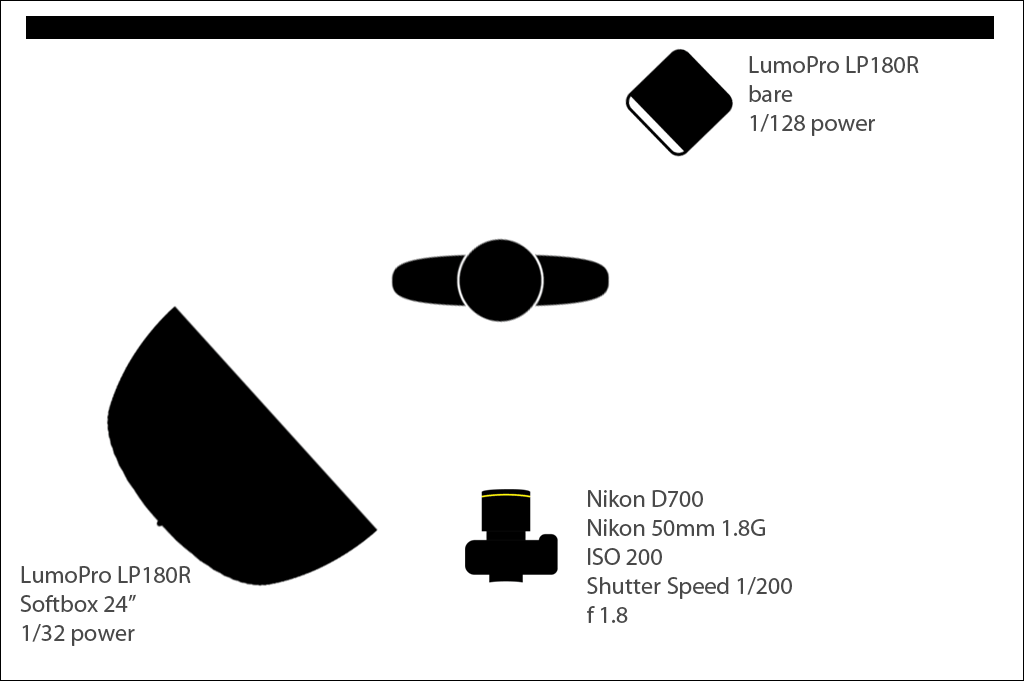 LumoPro LP180R
bare
1/128 power
Nikon D700
Nikon 50mm 1.8G
ISO 200
Shutter Speed 1/200
f 1.8
LumoPro LP180R
Softbox 24”
1/32 power